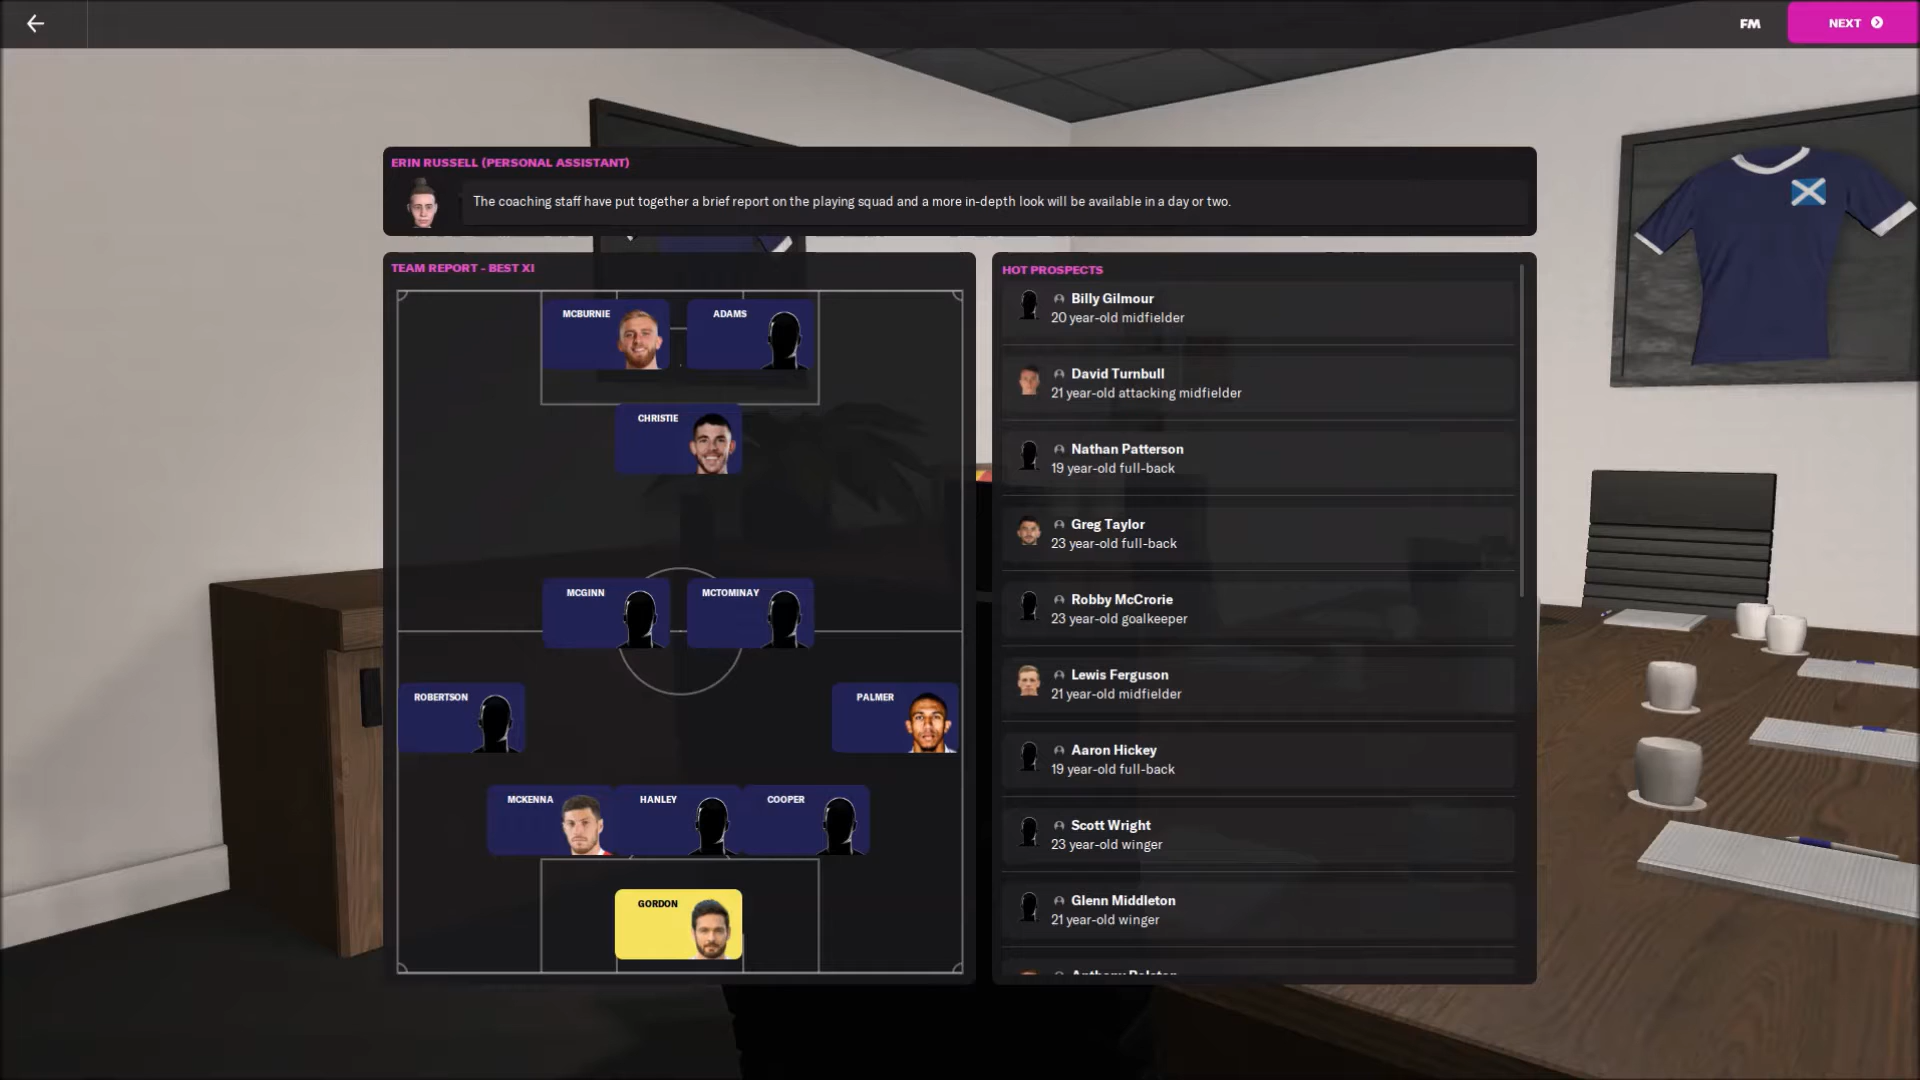 FM
NEXT
ERIN RUSSELL (PERSONAL ASSISTANT)
The coaching staff have put together a brief report on the playing squad and a more in-depth look will be available in a day or two.
TEAM REPORT - BEST XI
MCBURNIE
ADAMS
CHRISTIE
MCGINN
MCTOMINAY
ROBERTSON
PALMER
MCKENNA
HANLEY
COOPER
GORDON
HOT PROSPECTS
Billy Gilmour
20 year-old midfielder
David Turnbull
21 year-old attacking midfielder
Nathan Patterson
19 year-old full-back
Greg Taylor
23 year-old full-back
Robby McCrorie
23 year-old goalkeeper
Lewis Ferguson
21 year-old midfielder
Aaron Hickey
19 year-old full-back
Scott Wright
23 year-old winger
Glenn Middleton
21 year-old winger